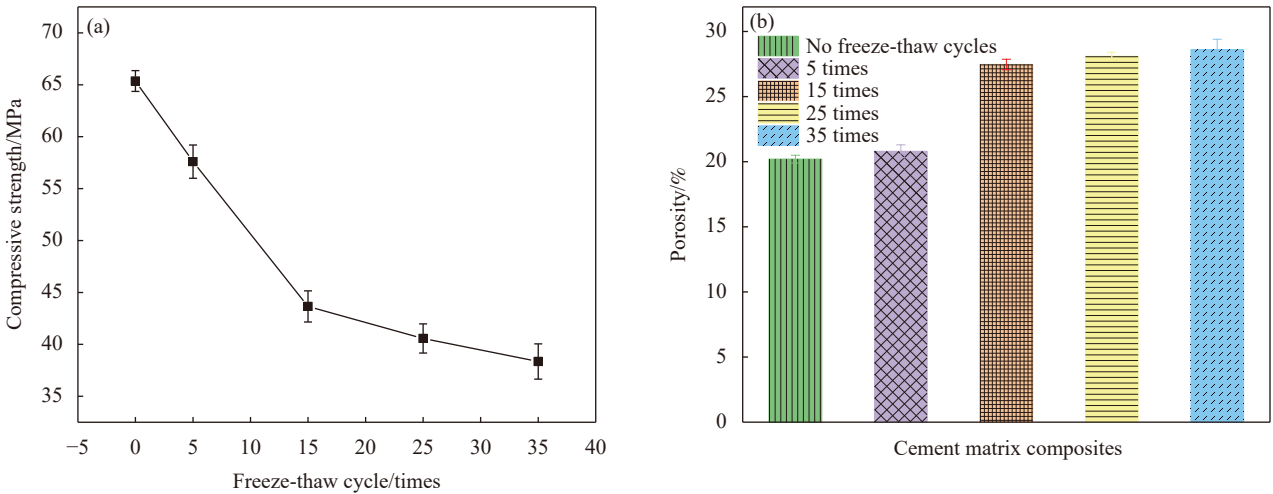 (a)
Compressive strength/MPa
70
65
60
55
50
45
40
35
−5
0
5
10
15
20
25
30
35
40
Freeze-thaw cycle/times
(b)
No freeze-thaw cycles
5 times
15 times
25 times
35 times
Porosity/%
30
25
20
15
10
5
0
Cement matrix composites